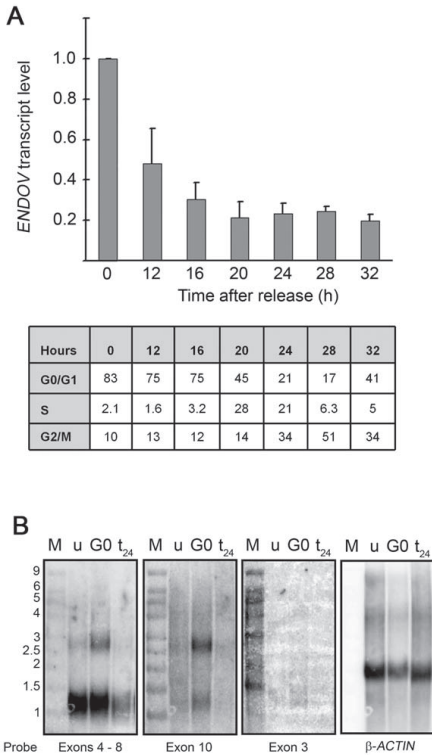 A
ENDOV transcript level
1.0
0.8
0.6
0.4
0.2
0 12 16 20 24 28 32
Time after release (h)
Hours 0 12 16 20 24 28 32
G0/G1 83 75 75 45 21 17 41
S 2.1 1.6 3.2 28 21 6.3 5
G2/M 10 13 12 14 34 51 34
B
M u G0 t24 M u G0 t24 M u G0 t24 M u G0 t24
9
6
5
4
3
2.5
2
1.5
1
Probe Exons 4 - 8 Exon 10 Exon 3 β-ACTIN